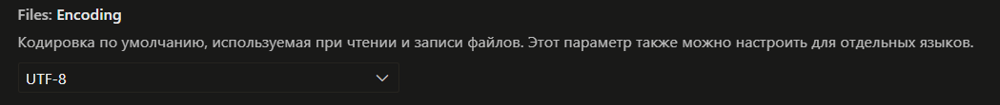 Files: Encoding
Кодировка по умолчанию, используемая при чтении и записи файлов. Этот параметр также можно настроить для отдельных языков.
UTF-8